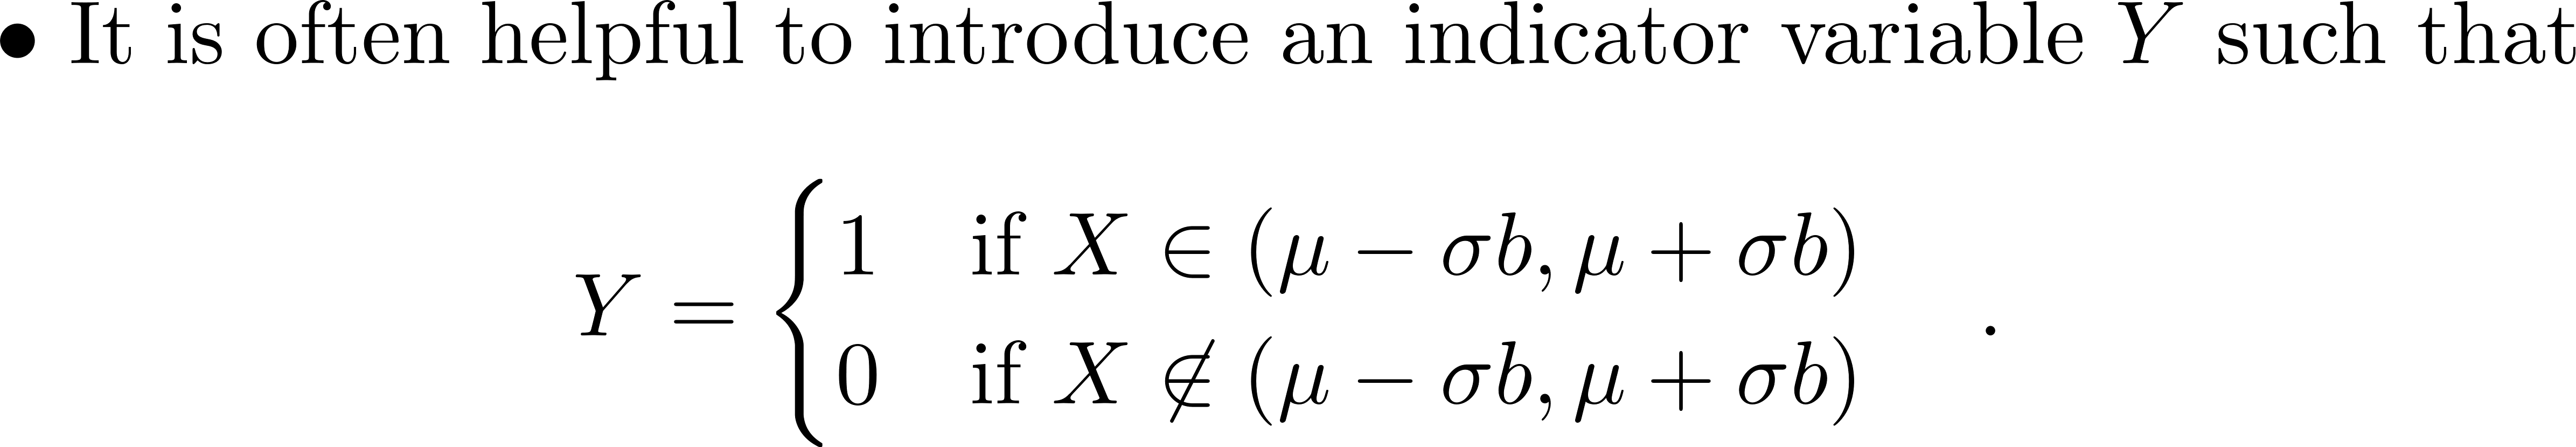 • It is often helpful to introduce an indicator variable Y such that
Y = { 1 if X ∈ (μ − σb, μ + σb)
0 if X ∉ (μ − σb, μ + σb) .